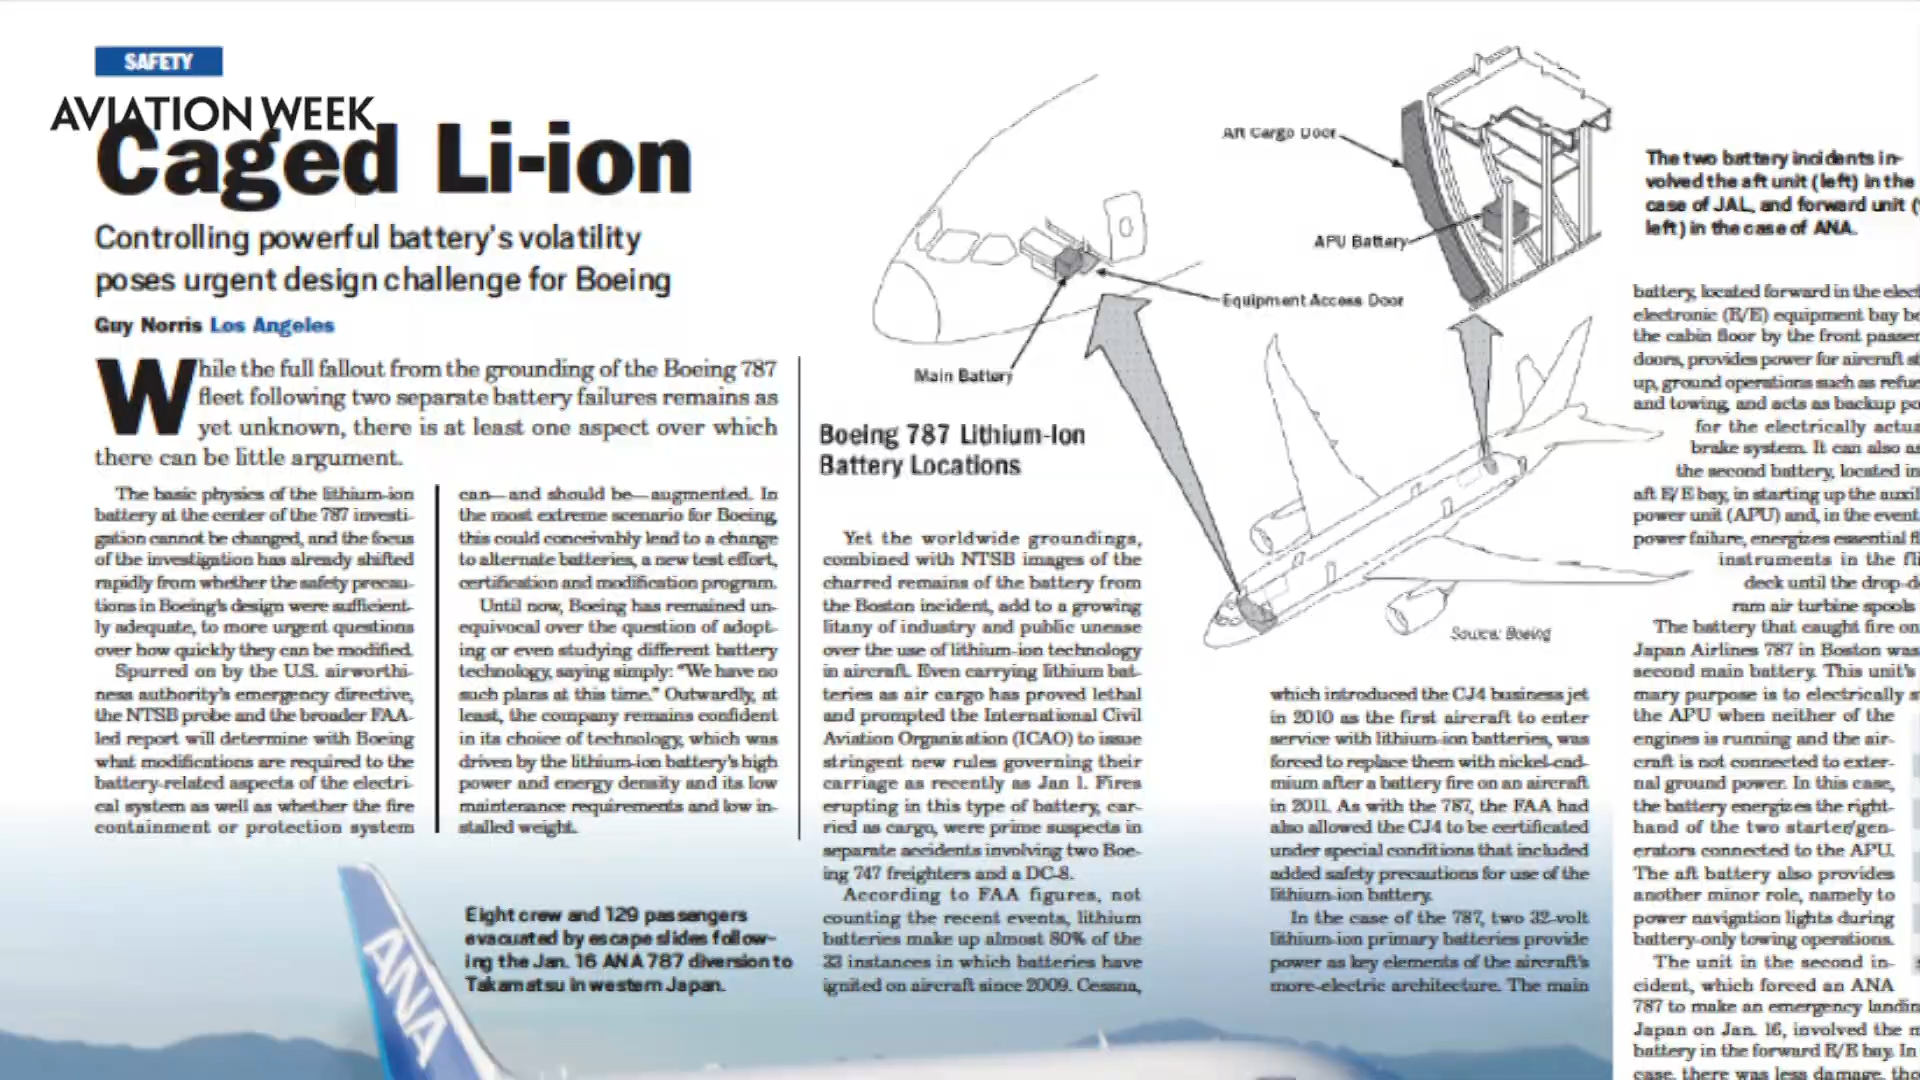 SAFETY
AVIATION WEEK
Caged Li-ion
Controlling powerful battery's volatility
poses urgent design challenge for Boeing
Guy Norris Los Angeles
While the full fallout from the grounding of the Boeing 787
fleet following two separate battery failures remains as
yet unknown, there is at least one aspect over which
there can be little argument.
The basic physics of the lithium-ion
battery at the center of the 787 investi-
gation cannot be changed, and the focus
of the investigation has already shifted
rapidly from whether the safety precau-
tions in Boeing's design were sufficient-
ly adequate, to more urgent questions
over how quickly they can be modified.
Spurred on by the U.S. airworthi-
ness authority's emergency directive,
the NTSB probe and the broader FAA-
led report will determine with Boeing
what modifications are required to the
battery-related aspects of the electri-
cal system as well as whether the fire
containment or protection system
can—and should be—augmented. In
the most extreme scenario for Boeing,
this could conceivably lead to a change
to alternate batteries, a new test effort,
certification and modification program.
Until now, Boeing has remained un-
equivocal over the question of adopt-
ing or even studying different battery
technology, saying simply: "We have no
such plans at this time." Outwardly, at
least, the company remains confident
in its choice of technology, which was
driven by the lithium-ion battery's high
power and energy density and its low
maintenance requirements and low in-
stalled weight.
Eight crew and 129 passengers
evacuated by escape slides follow-
ing the Jan. 16 ANA 787 diversion to
Takamatsu in western Japan.
ANA
Aft Cargo Door
APU Battery
Equipment Access Door
Main Battery
Boeing 787 Lithium-Ion
Battery Locations
Source: Boeing
Yet the worldwide groundings,
combined with NTSB images of the
charred remains of the battery from
the Boston incident, add to a growing
litany of industry and public unease
over the use of lithium-ion technology
in aircraft. Even carrying lithium bat-
teries as air cargo has proved lethal
and prompted the International Civil
Aviation Organization (ICAO) to issue
stringent new rules governing their
carriage as recently as Jan 1. Fires
erupting in this type of battery, car-
ried as cargo, were prime suspects in
separate accidents involving two Boe-
ing 747 freighters and a DC-8.
According to FAA figures, not
counting the recent events, lithium
batteries make up almost 80% of the
33 instances in which batteries have
ignited on aircraft since 2009. Cessna,
which introduced the CJ4 business jet
in 2010 as the first aircraft to enter
service with lithium-ion batteries, was
forced to replace them with nickel-cad-
mium after a battery fire on an aircraft
in 2011. As with the 787, the FAA had
also allowed the CJ4 to be certificated
under special conditions that included
added safety precautions for use of the
lithium-ion battery.
In the case of the 787, two 32-volt
lithium-ion primary batteries provide
power as key elements of the aircraft's
more-electric architecture. The main
The two battery incidents in-
volved the aft unit (left) in the
case of JAL, and forward unit (
left) in the case of ANA.
battery, located forward in the elect
electronic (E/E) equipment bay be
the cabin floor by the front passen
doors, provides power for aircraft st
up, ground operations such as refue
and towing, and acts as backup po
for the electrically actua
brake system. It can also as
the second battery, located in
aft E/E bay, in starting up the auxil
power unit (APU) and, in the event
power failure, energizes essential fl
instruments in the fli
deck until the drop-d
ram air turbine spools
The battery that caught fire on
Japan Airlines 787 in Boston was
second main battery. This unit's
mary purpose is to electrically s
the APU when neither of the
engines is running and the air-
craft is not connected to exter-
nal ground power. In this case,
the battery energizes the right-
hand of the two starter/gen-
erators connected to the APU.
The aft battery also provides
another minor role, namely to
power navigation lights during
battery-only towing operations.
The unit in the second in-
cident, which forced an ANA
787 to make an emergency landin
Japan on Jan. 16, involved the m
battery in the forward E/E bay. In
case, there was less damage, tho